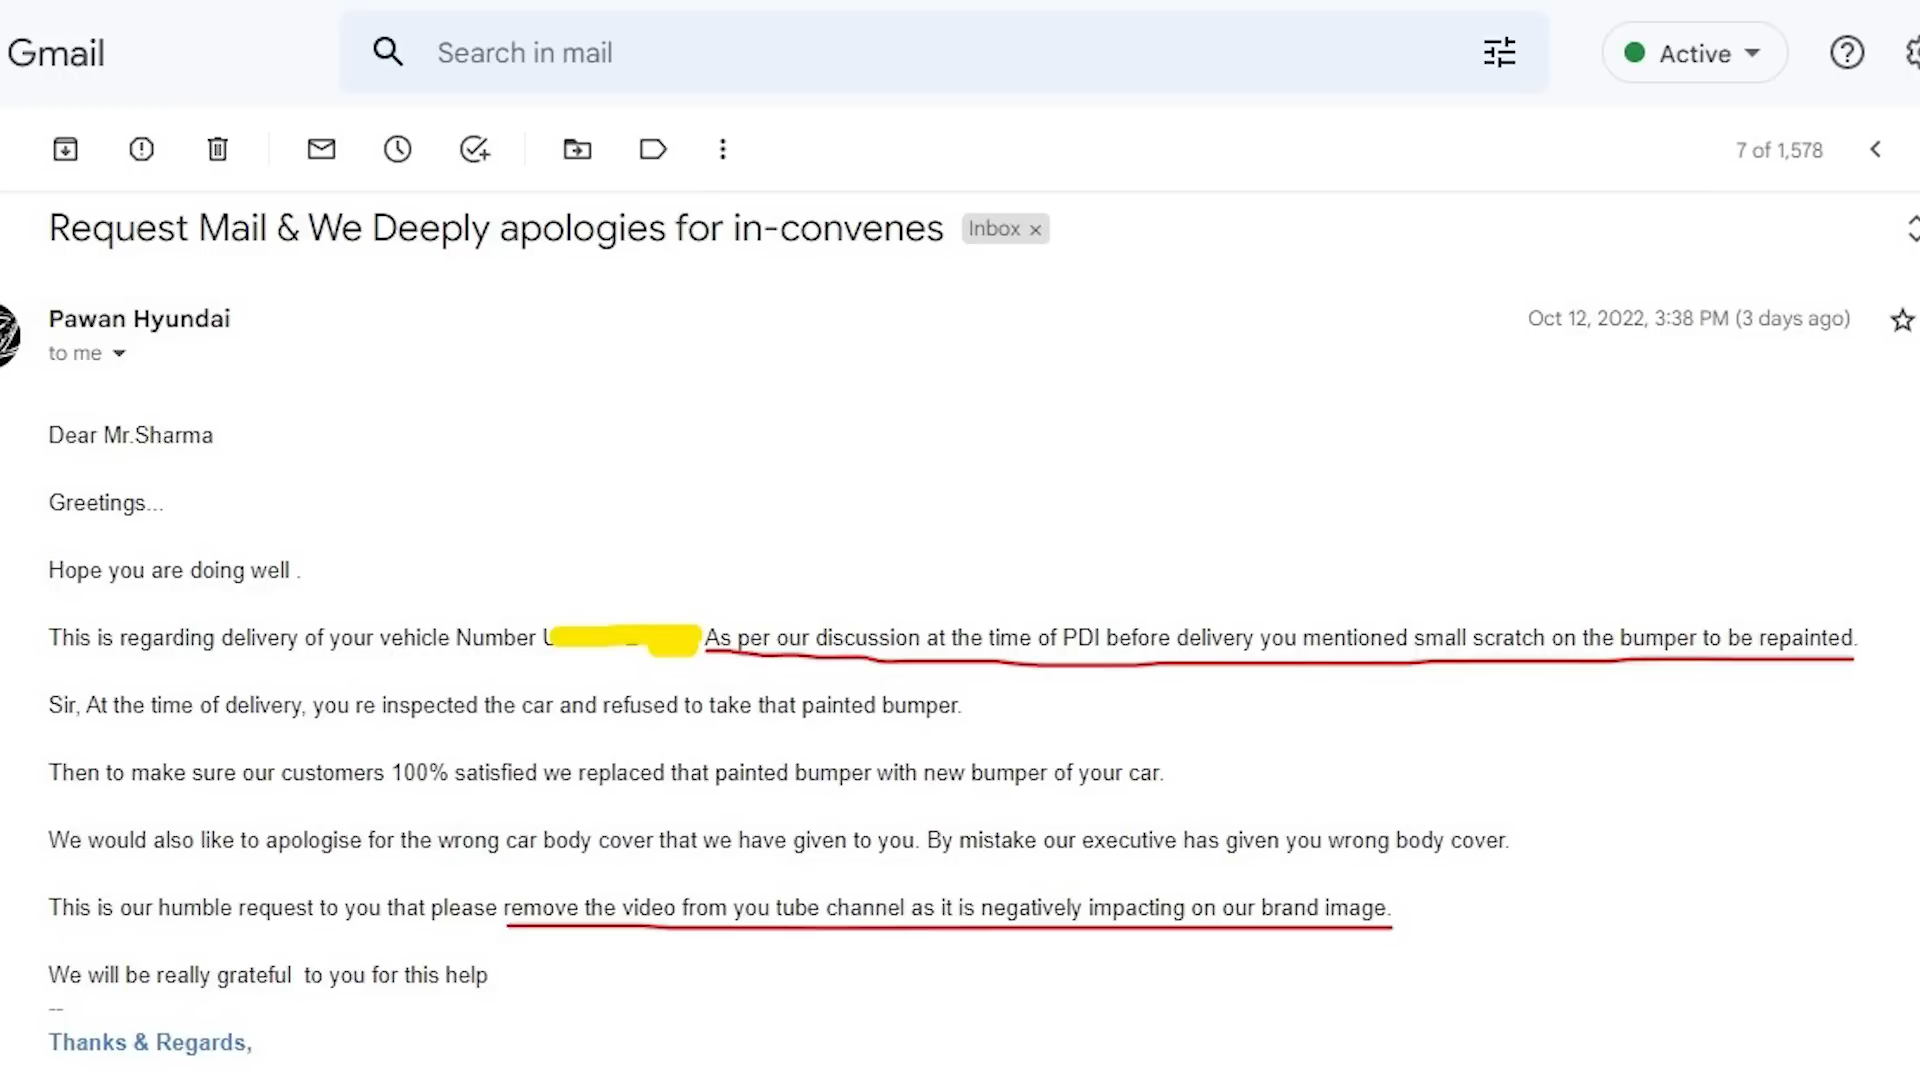 Gmail
Search in mail
Active
7 of 1,578
Request Mail & We Deeply apologies for in-convenes Inbox ×
Pawan Hyundai
Oct 12, 2022, 3:38 PM (3 days ago)
to me
Dear Mr.Sharma
Greetings...
Hope you are doing well .
This is regarding delivery of your vehicle Number As per our discussion at the time of PDI before delivery you mentioned small scratch on the bumper to be repainted.
Sir, At the time of delivery, you re inspected the car and refused to take that painted bumper.
Then to make sure our customers 100% satisfied we replaced that painted bumper with new bumper of your car.
We would also like to apologise for the wrong car body cover that we have given to you. By mistake our executive has given you wrong body cover.
This is our humble request to you that please remove the video from you tube channel as it is negatively impacting on our brand image.
We will be really grateful  to you for this help
--
Thanks & Regards,